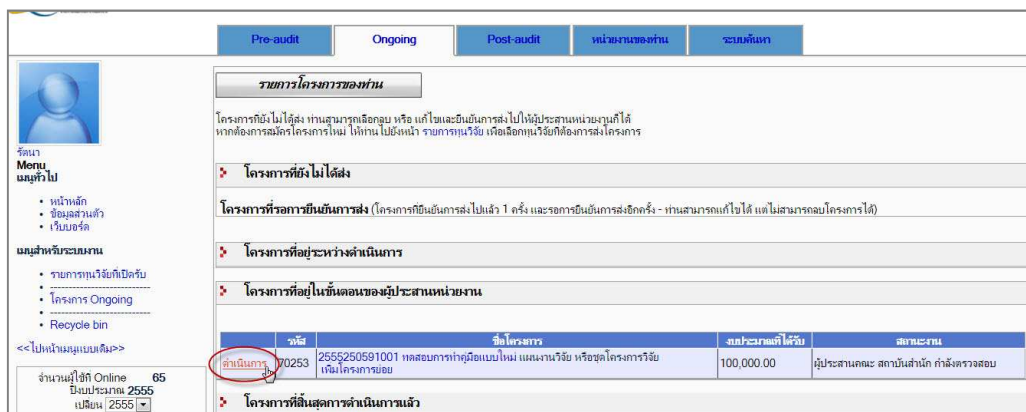 Pre-audit Ongoing Post-audit หน่วยงานของท่าน ระบบค้นหา
รัตนา
Menu
เมนูทั่วไป
• หน้าหลัก
• ข้อมูลส่วนตัว
• เว็บบอร์ด
เมนูสำหรับระบบงาน
• รายการทุนวิจัยที่เปิดรับ
• ---------------------------
• โครงการ Ongoing
• ---------------------------
• Recycle bin
<<ไปหน้าเมนูแบบเดิม>>
จำนวนผู้ใช้ที่ Online 65
ปีงบประมาณ 2555
เปลี่ยน 2555
รายการโครงการของท่าน
โครงการที่ยังไม่ได้ส่ง ท่านสามารถเลือกลบ หรือ แก้ไขและยืนยันการส่งไปให้ผู้ประสานหน่วยงานก็ได้
หากต้องการสมัครโครงการใหม่ ให้ท่านไปยังหน้า รายการทุนวิจัย เพื่อเลือกทุนวิจัยที่ต้องการส่งโครงการ
โครงการที่ยังไม่ได้ส่ง
โครงการที่รอการยืนยันการส่ง (โครงการที่ยืนยันการส่งไปแล้ว 1 ครั้ง และรอการยืนยันการส่งอีกครั้ง - ท่านสามารถแก้ไขได้ แต่ไม่สามารถลบโครงการได้)
โครงการที่อยู่ระหว่างดำเนินการ
โครงการที่อยู่ในขั้นตอนของผู้ประสานหน่วยงาน
รหัส ชื่อโครงการ งบประมาณที่ได้รับ สถานะงาน
ดำเนินการ 70253 2555250591001 ทดสอบการทำคู่มือแบบใหม่ แผนงานวิจัย หรือชุดโครงการวิจัย 100,000.00 ผู้ประสานคณะ สถาบันสำนัก กำลังตรวจสอบ
เพิ่มโครงการย่อย
โครงการที่สิ้นสุดการดำเนินการแล้ว